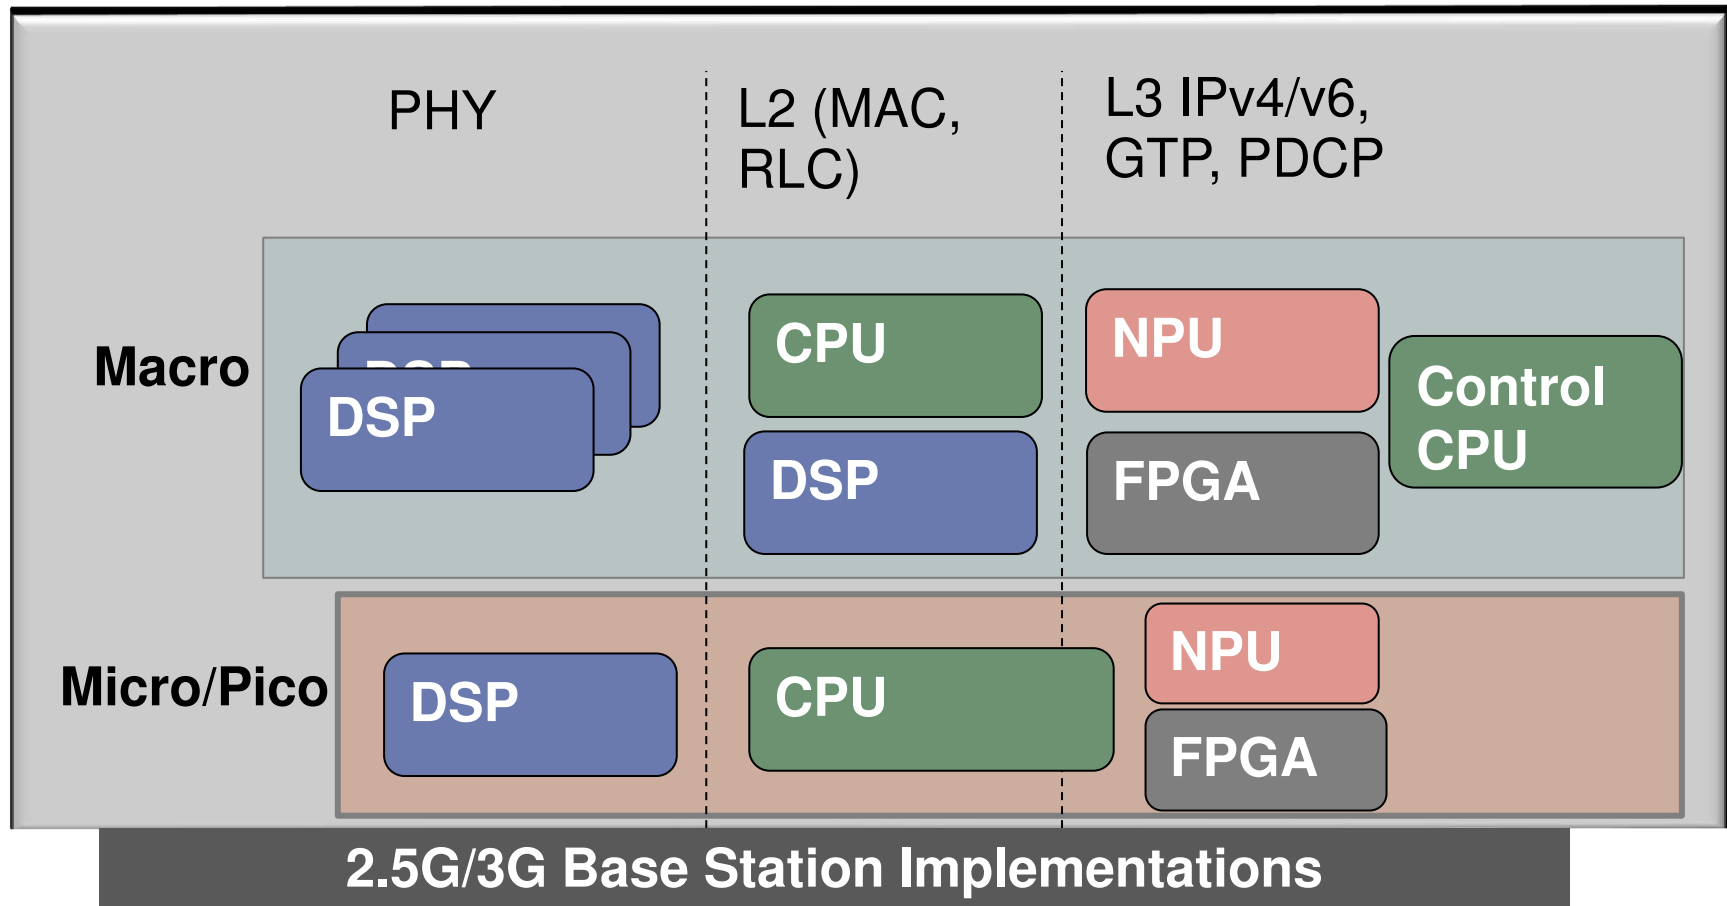 PHY
L2 (MAC,
RLC)
L3 IPv4/v6,
GTP, PDCP
Macro
DSP
DSP
CPU
DSP
NPU
FPGA
Control
CPU
Micro/Pico
DSP
CPU
NPU
FPGA
2.5G/3G Base Station Implementations